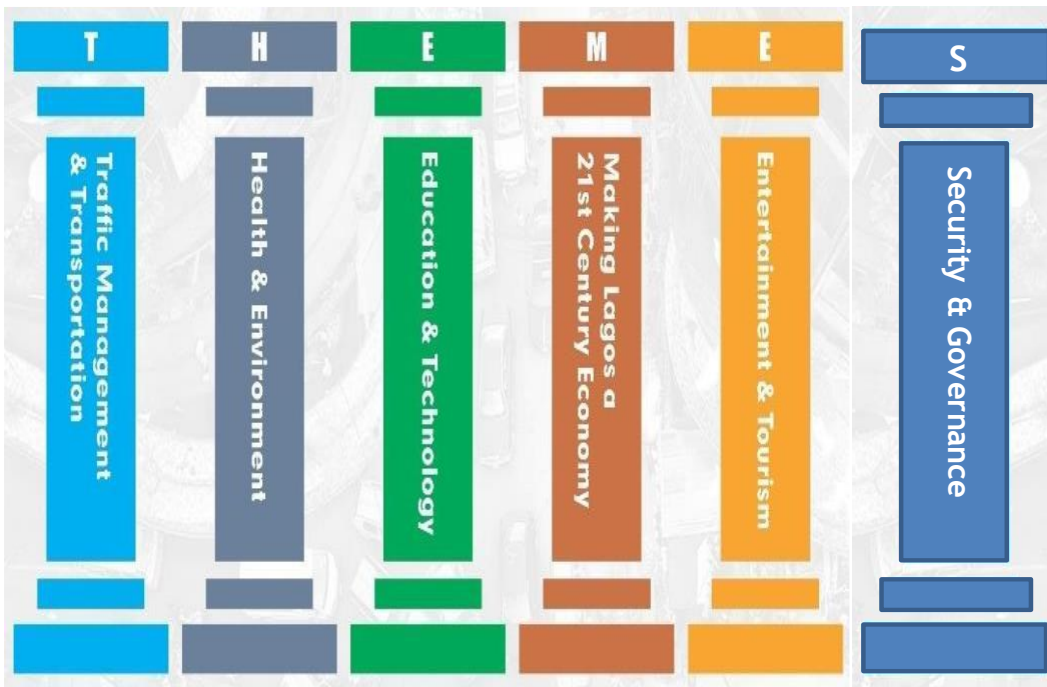 T
H
E
M
E
S
Traffic Management
& Transportation
Health & Environment
Education & Technology
Making Lagos a
21st Century Economy
Entertainment & Tourism
Security & Governance